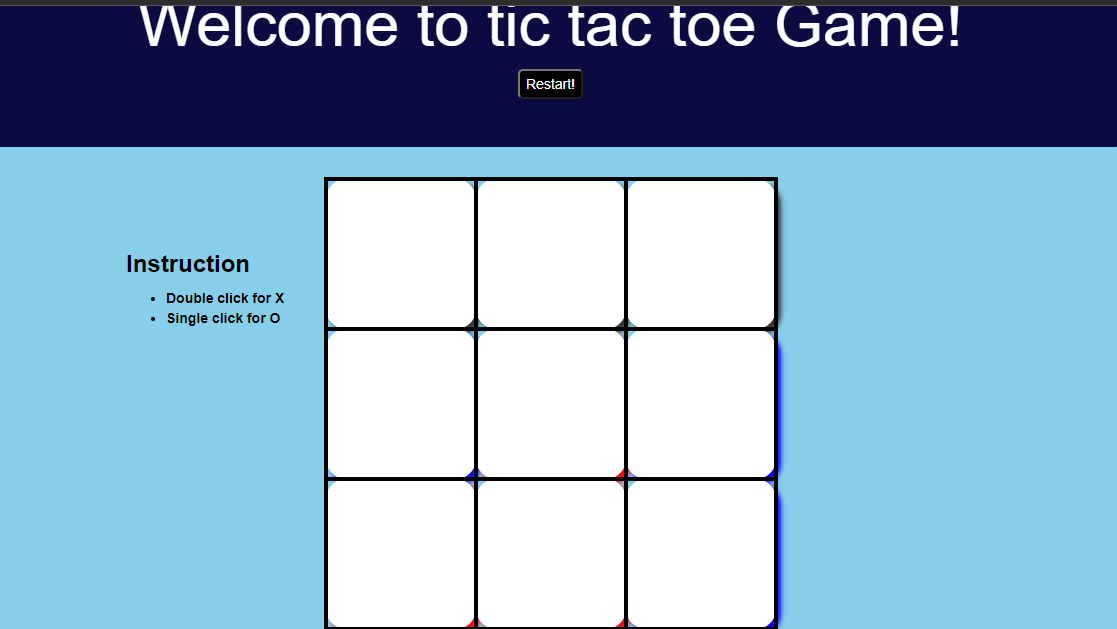 Welcome to tic tac toe Game!
Restart!
Instruction
Double click for X
Single click for O